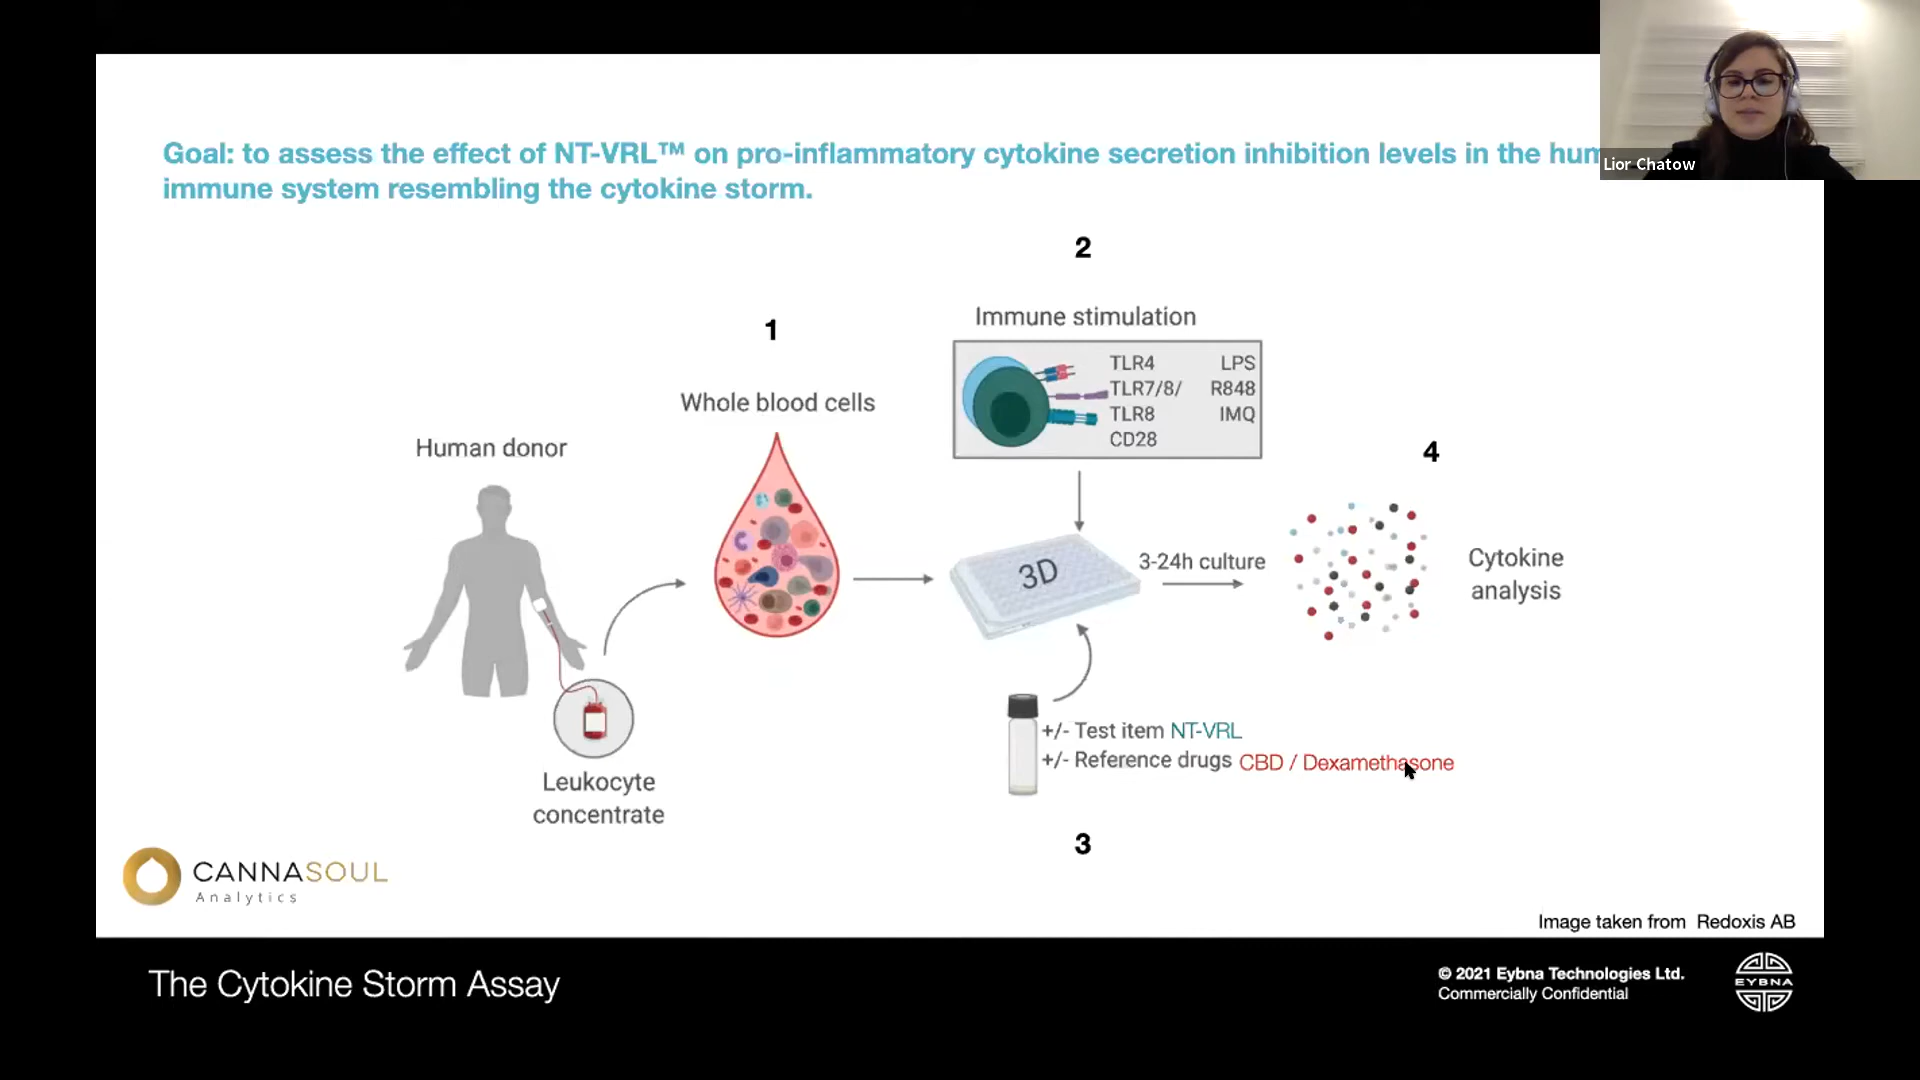 Goal: to assess the effect of NT-VRL™ on pro-inflammatory cytokine secretion inhibition levels in the hum
immune system resembling the cytokine storm.
Lior Chatow
2
Immune stimulation
1
TLR4 LPS
TLR7/8/ R848
TLR8 IMQ
CD28
Whole blood cells
Human donor
4
3D
3-24h culture
Cytokine
analysis
+/- Test item NT-VRL
+/- Reference drugs CBD / Dexamethasone
Leukocyte
concentrate
3
CANNASOUL
Analytics
Image taken from Redoxis AB
The Cytokine Storm Assay
© 2021 Eybna Technologies Ltd.
Commercially Confidential
EYBNA